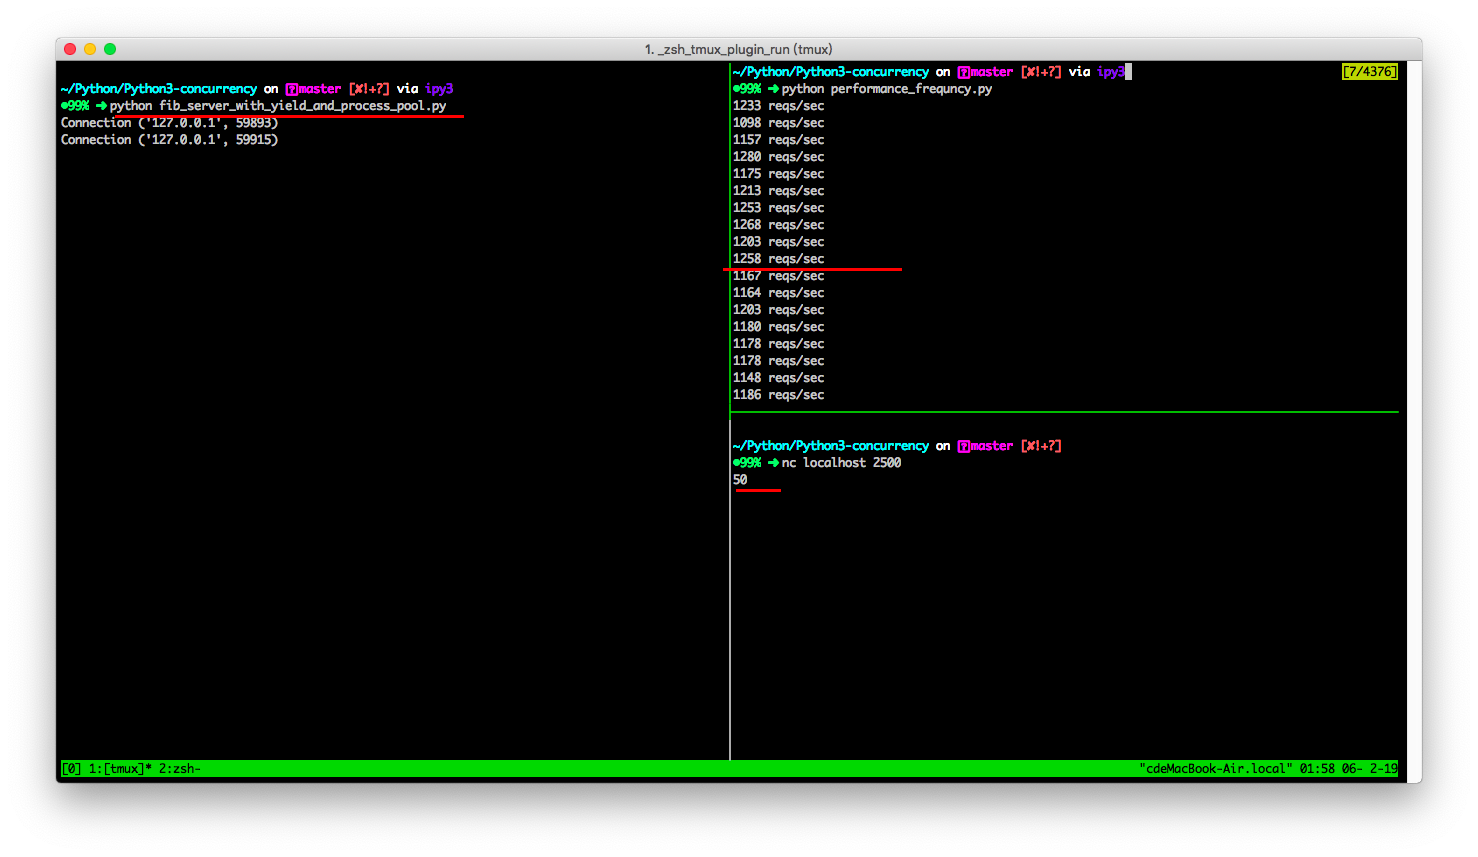 1. _zsh_tmux_plugin_run (tmux)
~/Python/Python3-concurrency on master [✘!+?] via ipy3
●99% ➜ python fib_server_with_yield_and_process_pool.py
Connection ('127.0.0.1', 59893)
Connection ('127.0.0.1', 59915)
~/Python/Python3-concurrency on master [✘!+?] via ipy3 [7/4376]
●99% ➜ python performance_frequncy.py
1233 reqs/sec
1098 reqs/sec
1157 reqs/sec
1280 reqs/sec
1175 reqs/sec
1213 reqs/sec
1253 reqs/sec
1268 reqs/sec
1203 reqs/sec
1258 reqs/sec
1167 reqs/sec
1164 reqs/sec
1203 reqs/sec
1180 reqs/sec
1178 reqs/sec
1178 reqs/sec
1148 reqs/sec
1186 reqs/sec
~/Python/Python3-concurrency on master [✘!+?]
●99% ➜ nc localhost 2500
50
[0] 1:[tmux]* 2:zsh- "cdeMacBook-Air.local" 01:58 06- 2-19